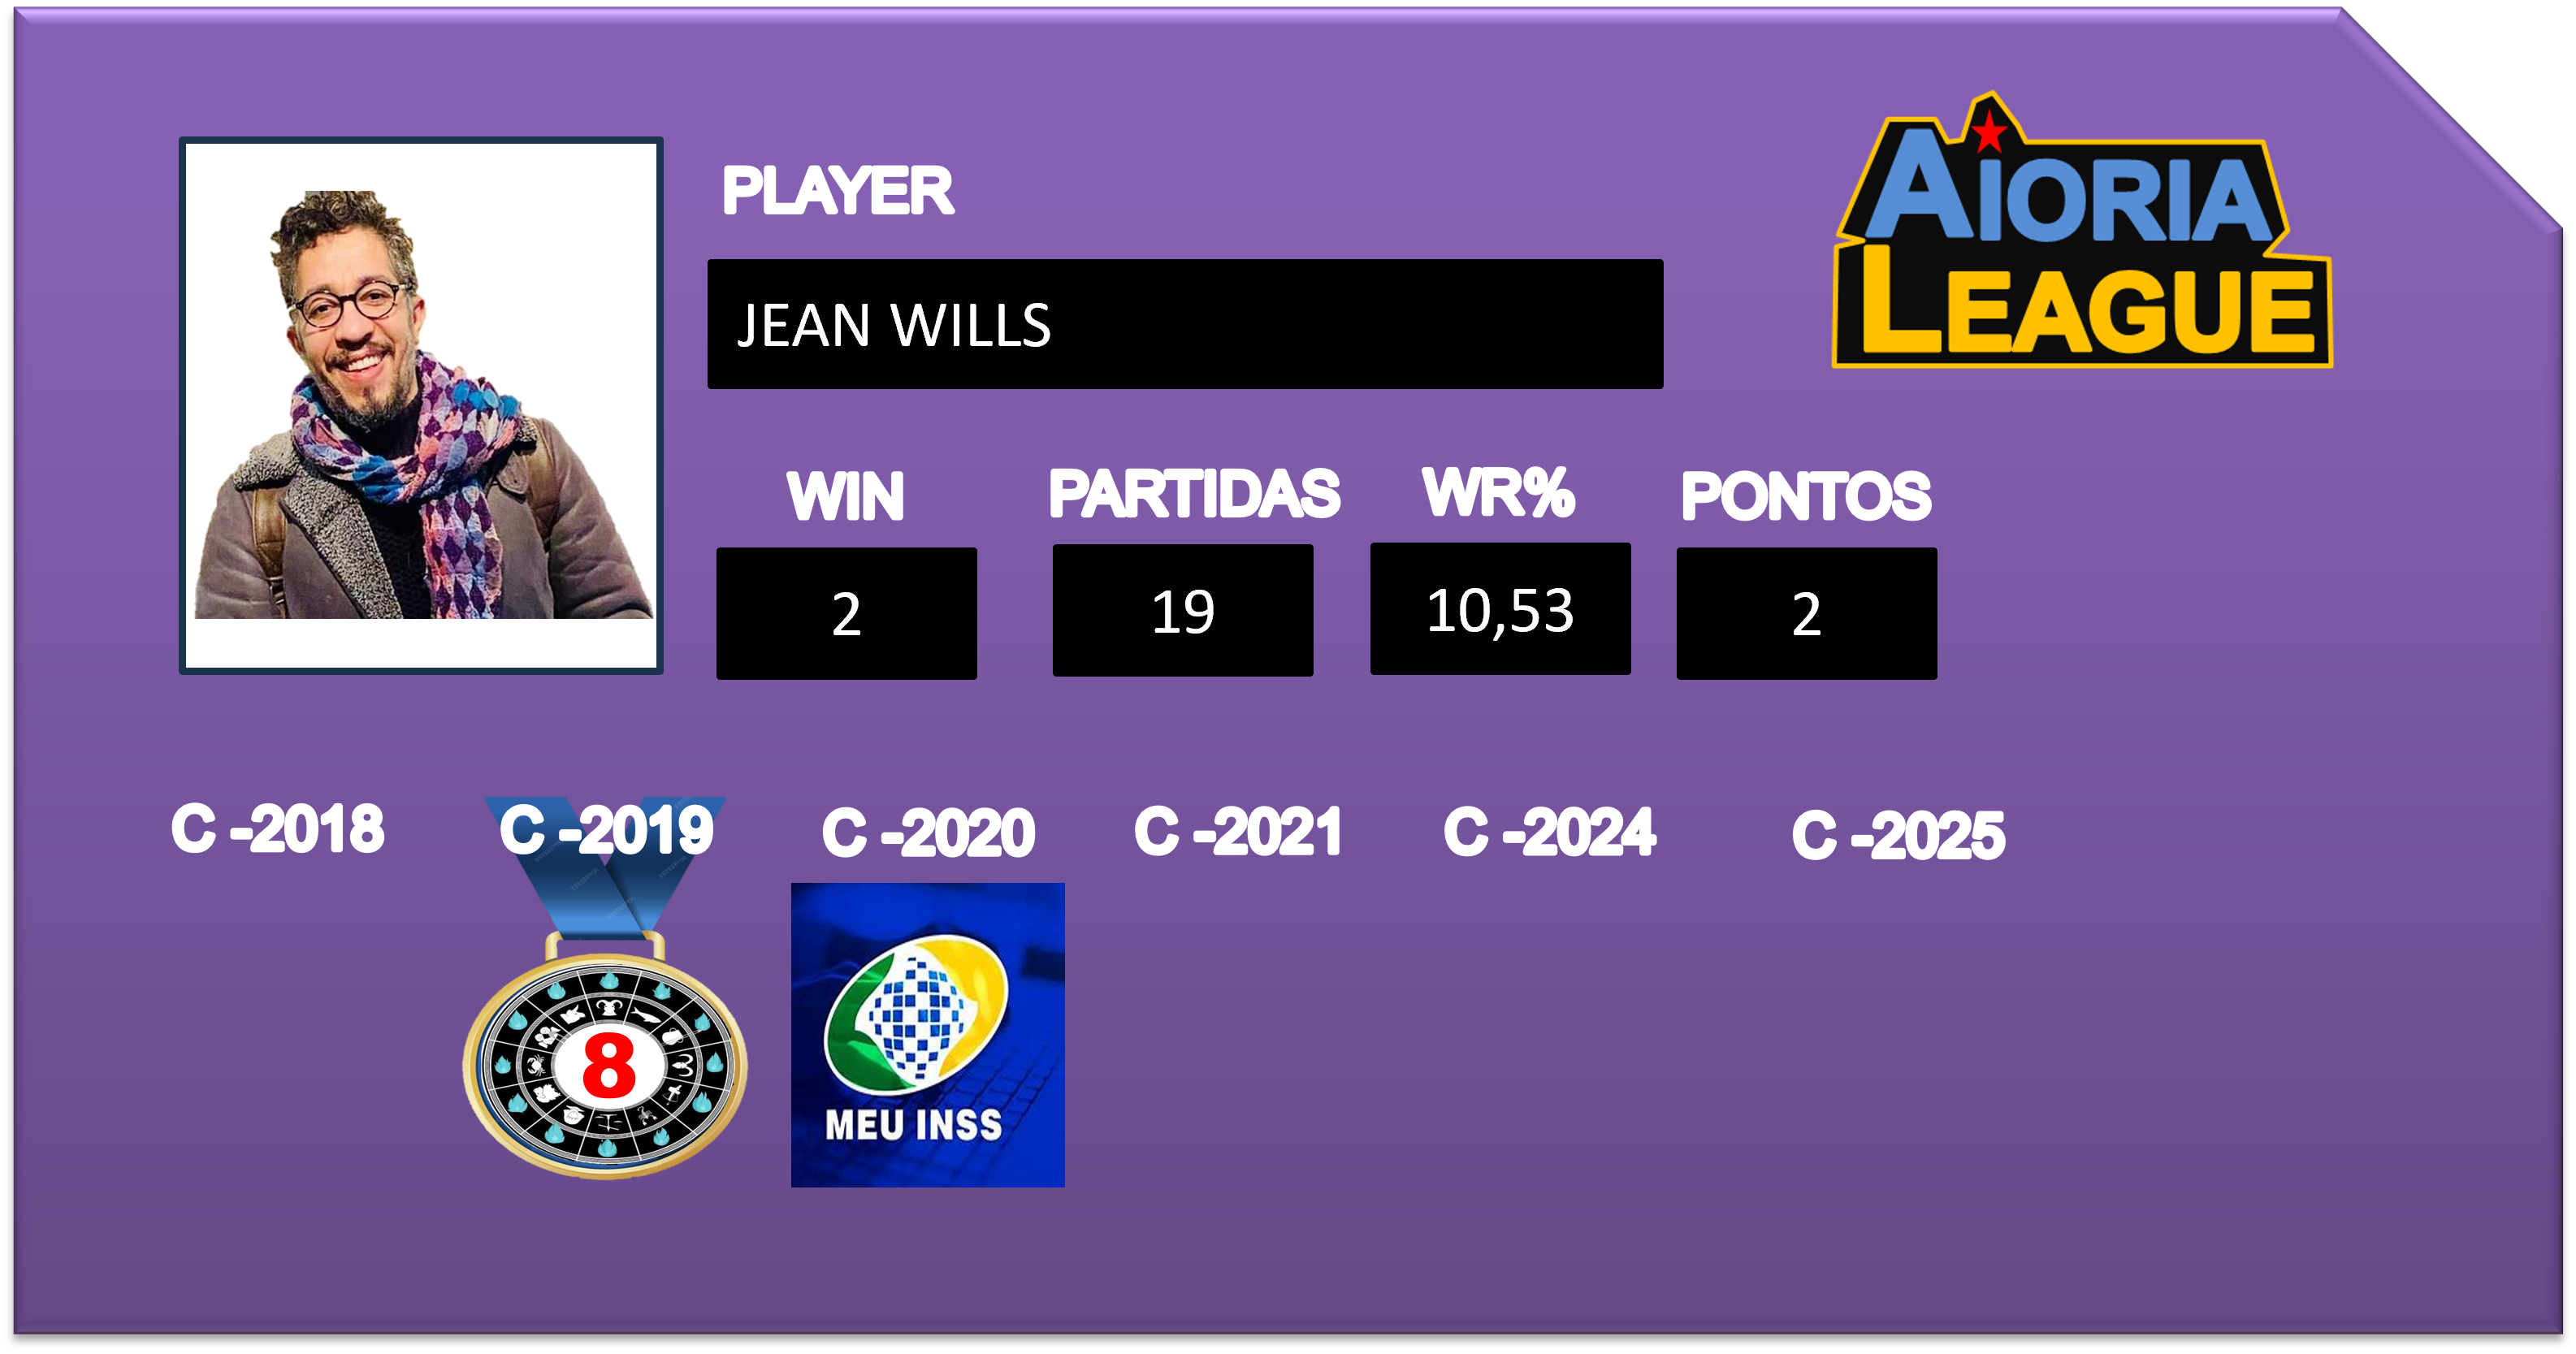 AIORIA
LEAGUE
PLAYER
JEAN WILLS
WIN PARTIDAS WR% PONTOS
2 19 10,53 2
C -2018 C -2019 C -2020 C -2021 C -2024 C -2025
8
MEU INSS